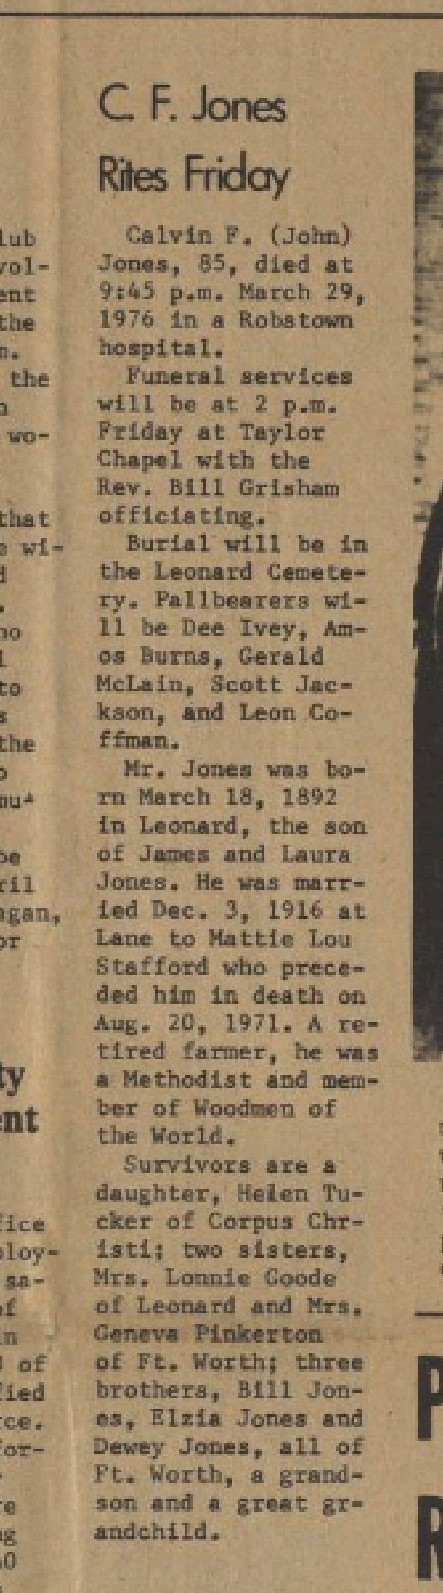 C. F. Jones
Rites Friday
Calvin F. (John)
Jones, 85, died at
9:45 p.m. March 29,
1976 in a Robstown
hospital.
Funeral services
will be at 2 p.m.
Friday at Taylor
Chapel with the
Rev. Bill Grisham
officiating.
Burial will be in
the Leonard Cemete-
ry. Pallbearers wi-
ll be Dee Ivey, Am-
os Burns, Gerald
McLain, Scott Jac-
kson, and Leon Co-
ffman.
Mr. Jones was bo-
rn March 18, 1892
in Leonard, the son
of James and Laura
Jones. He was marr-
ied Dec. 3, 1916 at
Lane to Mattie Lou
Stafford who prece-
ded him in death on
Aug. 20, 1971. A re-
tired farmer, he was
a Methodist and mem-
ber of Woodmen of
the World.
Survivors are a
daughter, Helen Tu-
cker of Corpus Chr-
isti; two sisters,
Mrs. Lonnie Goode
of Leonard and Mrs.
Geneva Pinkerton
of Ft. Worth; three
brothers, Bill Jon-
es, Elzia Jones and
Dewey Jones, all of
Ft. Worth, a grand-
son and a great gr-
andchild.